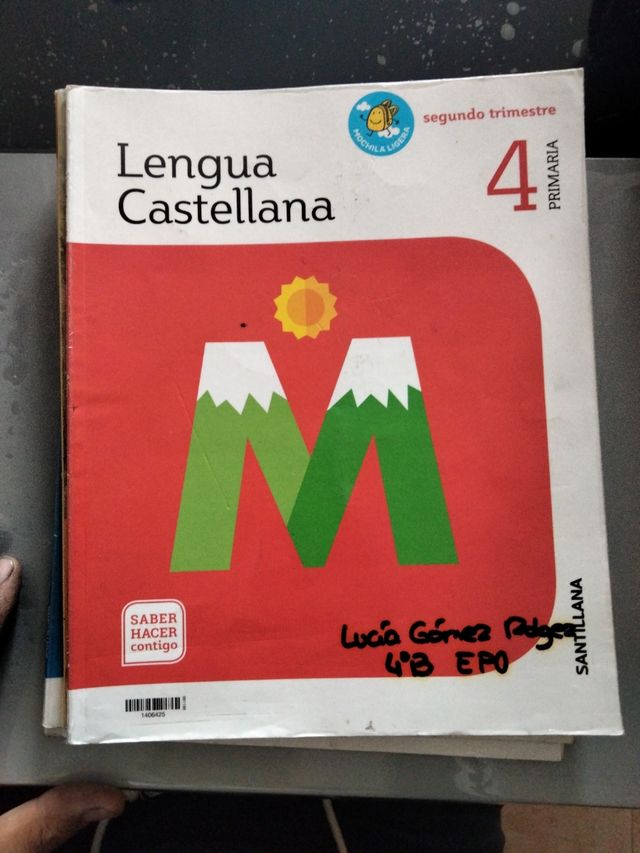 MOCHILA LIGERA
segundo trimestre
Lengua
Castellana
4
PRIMARIA
SABER
HACER
contigo
Lucía Gómez
4ºB EPO
SANTILLANA
1406425